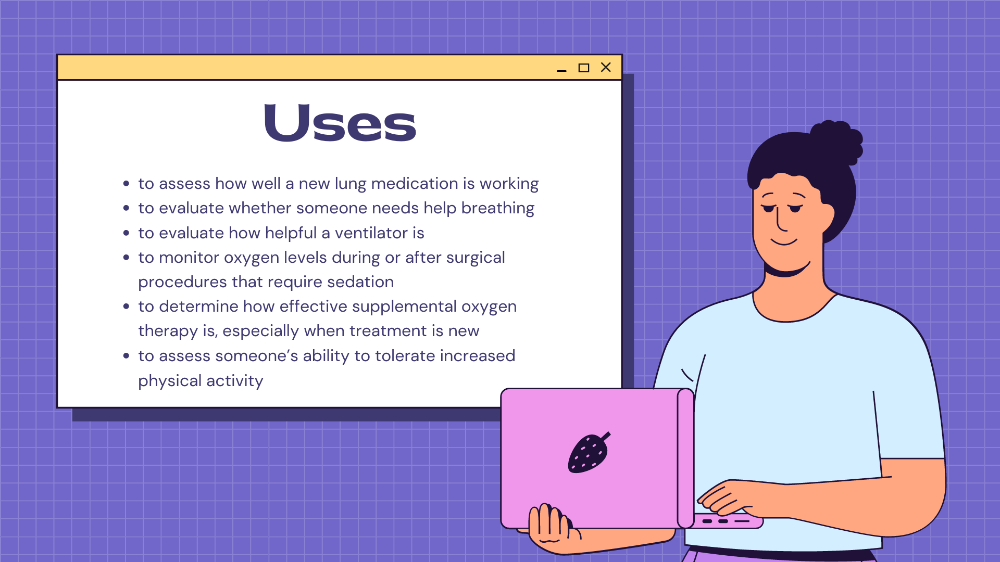 Uses
• to assess how well a new lung medication is working
• to evaluate whether someone needs help breathing
• to evaluate how helpful a ventilator is
• to monitor oxygen levels during or after surgical
procedures that require sedation
• to determine how effective supplemental oxygen
therapy is, especially when treatment is new
• to assess someone’s ability to tolerate increased
physical activity